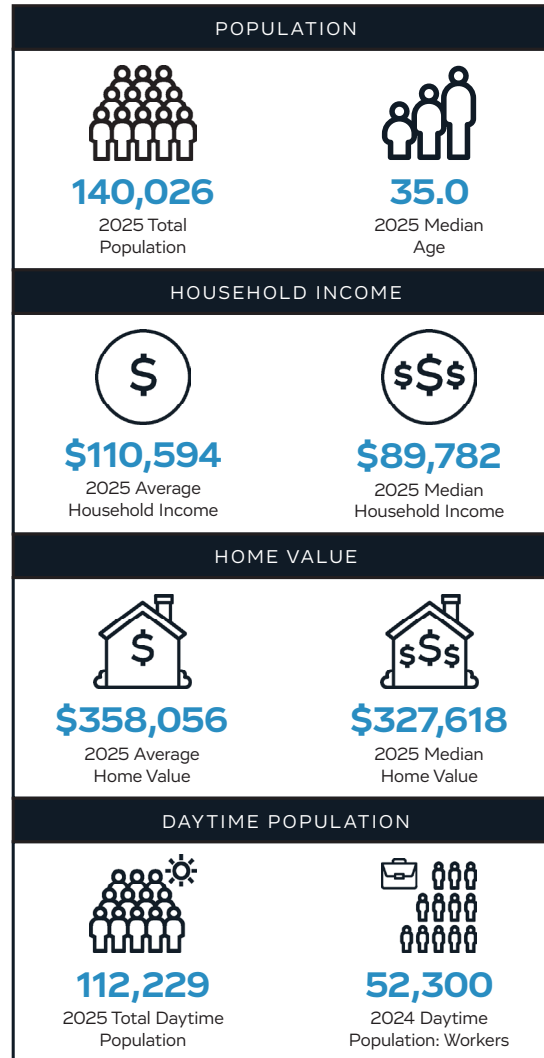 POPULATION
140,026
2025 Total
Population
35.0
2025 Median
Age
HOUSEHOLD INCOME
$
$110,594
2025 Average
Household Income
$$$
$89,782
2025 Median
Household Income
HOME VALUE
$
$358,056
2025 Average
Home Value
$$$
$327,618
2025 Median
Home Value
DAYTIME POPULATION
112,229
2025 Total Daytime
Population
52,300
2024 Daytime
Population: Workers